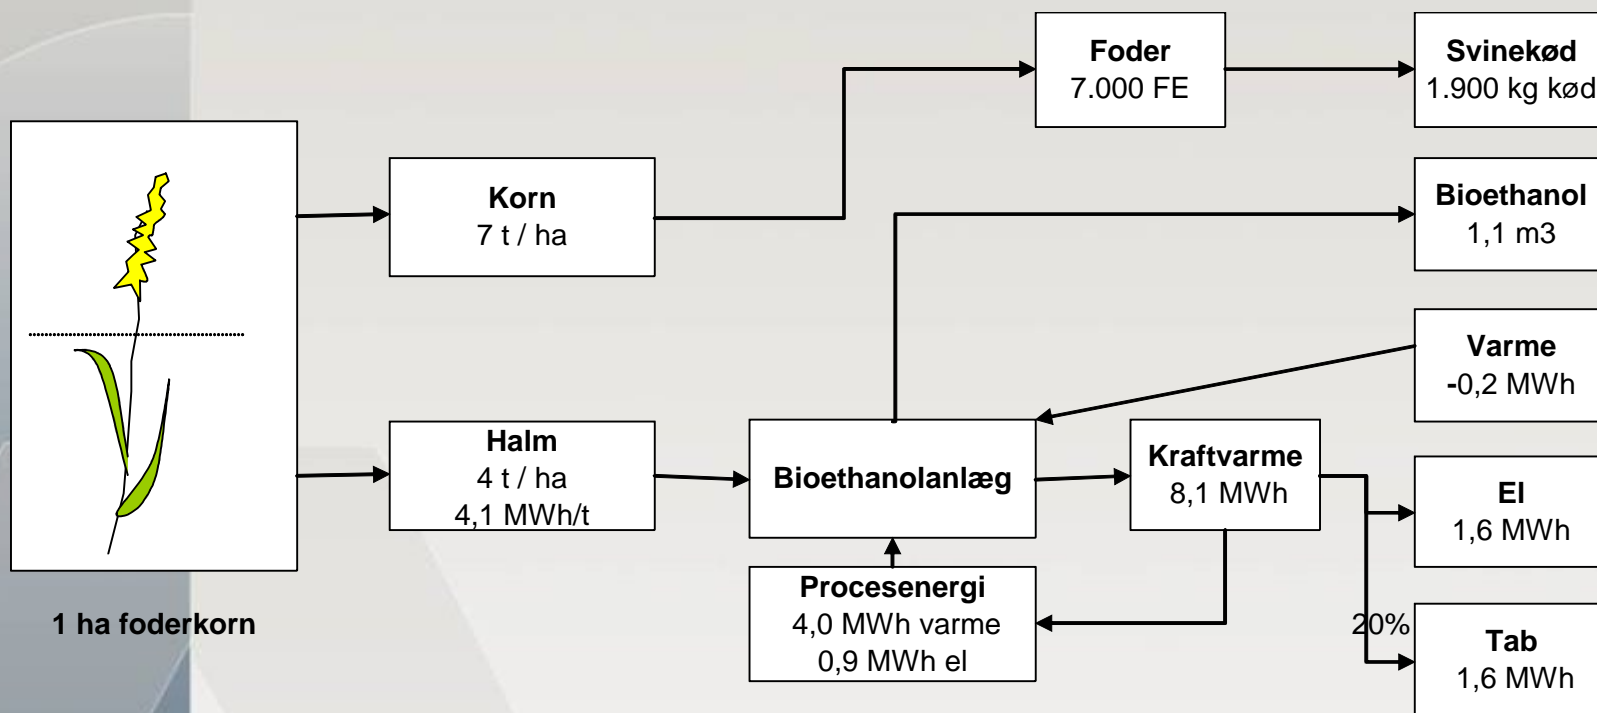 Foder
7.000 FE
Svinekød
1.900 kg kød
Korn
7 t / ha
Bioethanol
1,1 m3
Varme
-0,2 MWh
Halm
4 t / ha
4,1 MWh/t
Bioethanolanlæg
Kraftvarme
8,1 MWh
El
1,6 MWh
Procesenergi
4,0 MWh varme
0,9 MWh el
1 ha foderkorn
20%
Tab
1,6 MWh